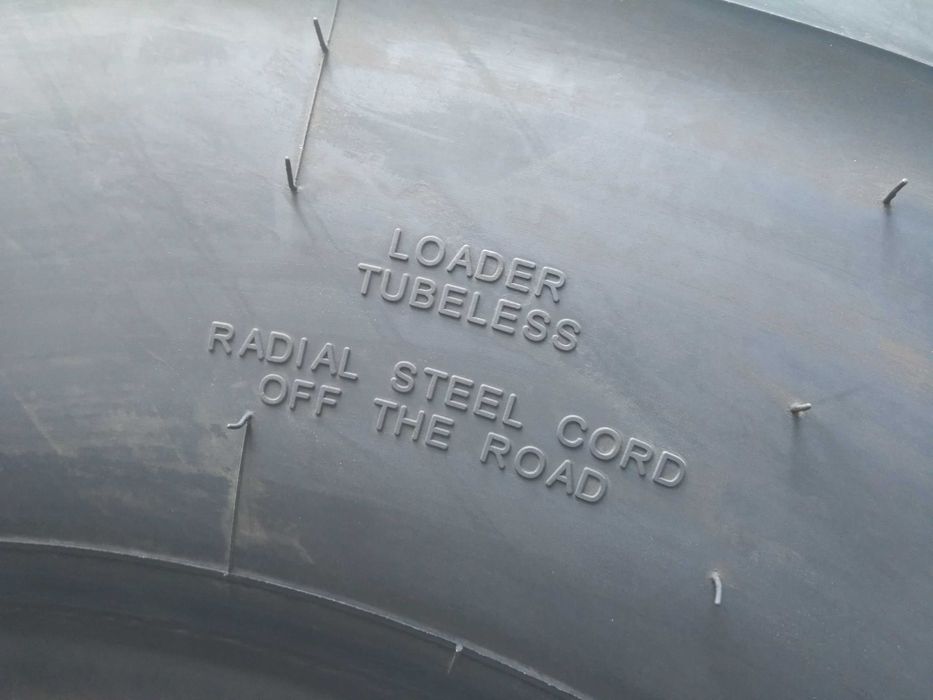 LOADER
TUBELESS
RADIAL STEEL CORD
OFF THE ROAD